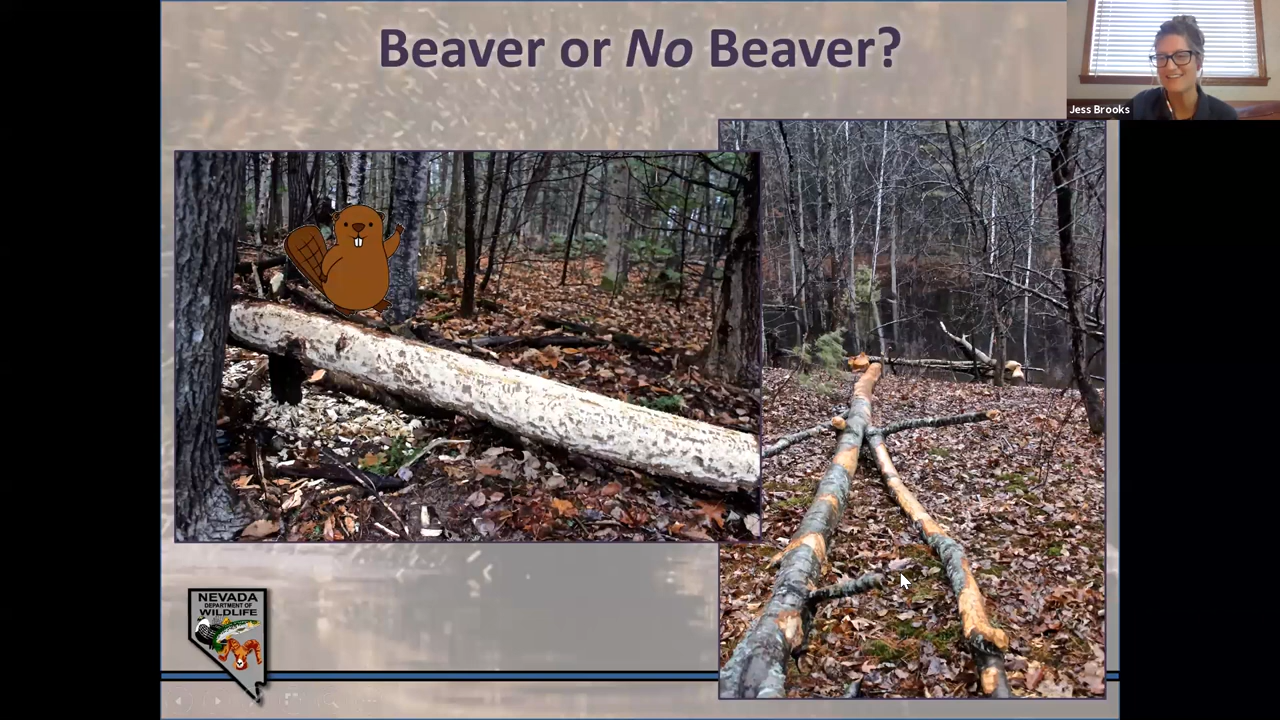 Beaver or No Beaver?
Jess Brooks
NEVADA
DEPARTMENT OF
WILDLIFE